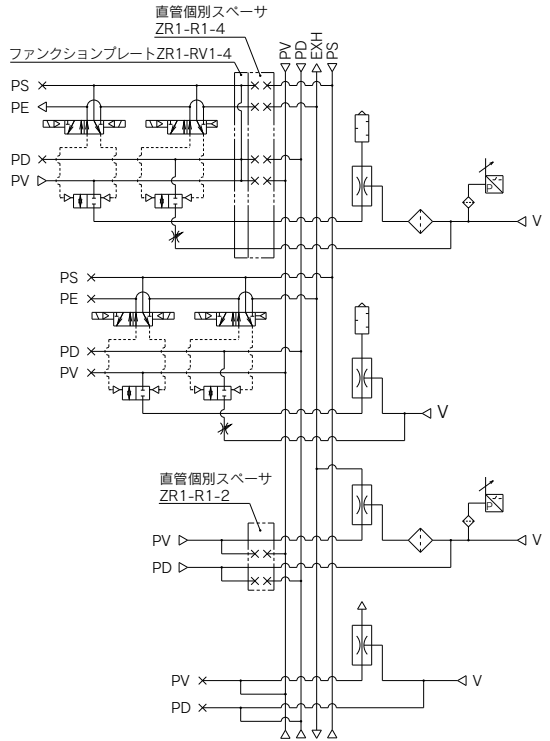 直管個別スペーサ
ZR1-R1-4
ファンクションプレートZR1-RV1-4
PV
PD
EXH
PS
PS
PE
PD
PV
P
V
PS
PE
PD
PV
V
直管個別スペーサ
ZR1-R1-2
P
PV
V
PD
PV
V
PD